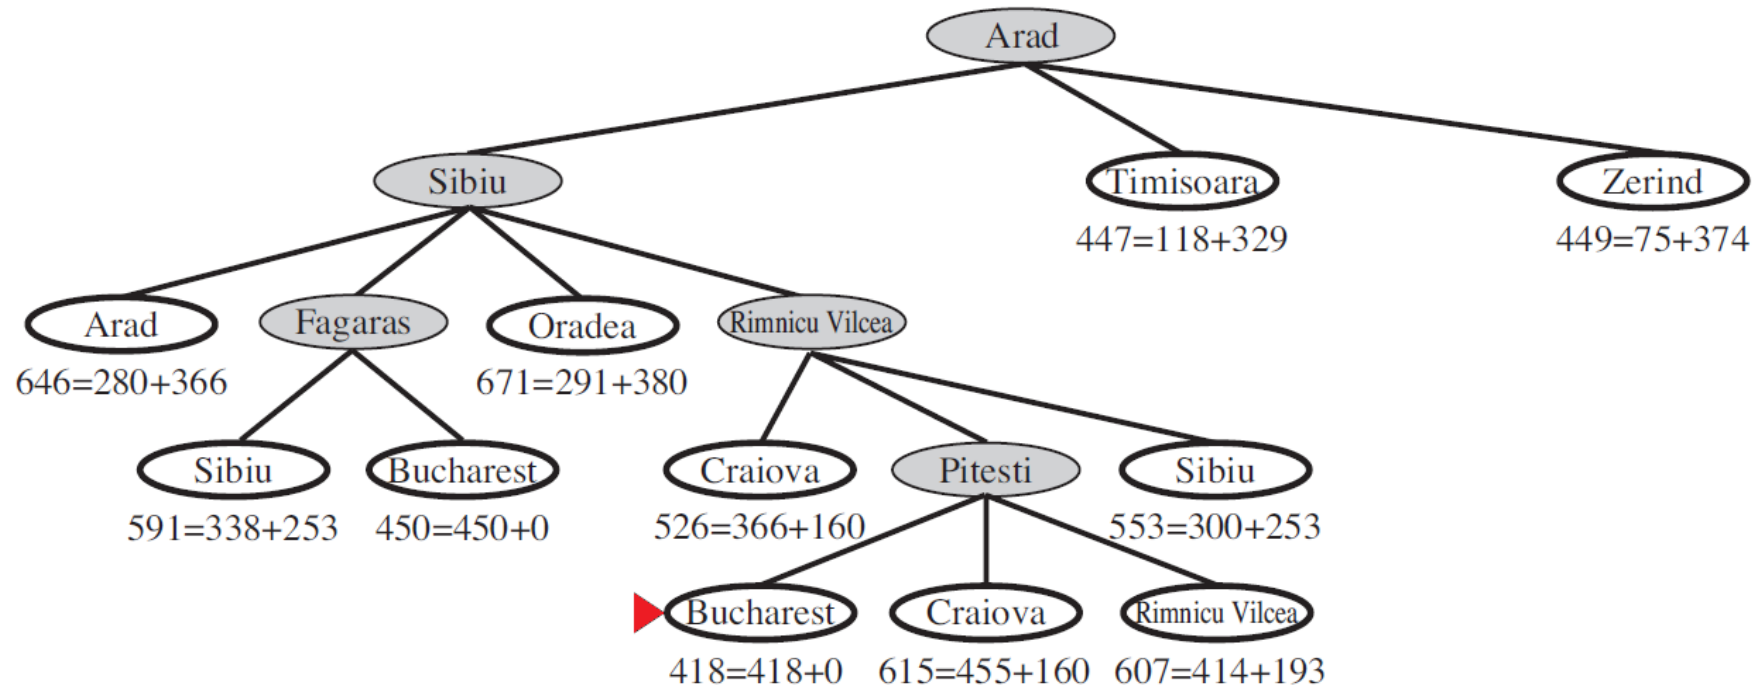 Arad
Sibiu
Timisoara
Zerind
447=118+329
449=75+374
Arad
Fagaras
Oradea
Rimnicu Vilcea
646=280+366
671=291+380
Sibiu
Bucharest
Craiova
Pitesti
Sibiu
591=338+253
450=450+0
526=366+160
553=300+253
Bucharest
Craiova
Rimnicu Vilcea
418=418+0
615=455+160
607=414+193